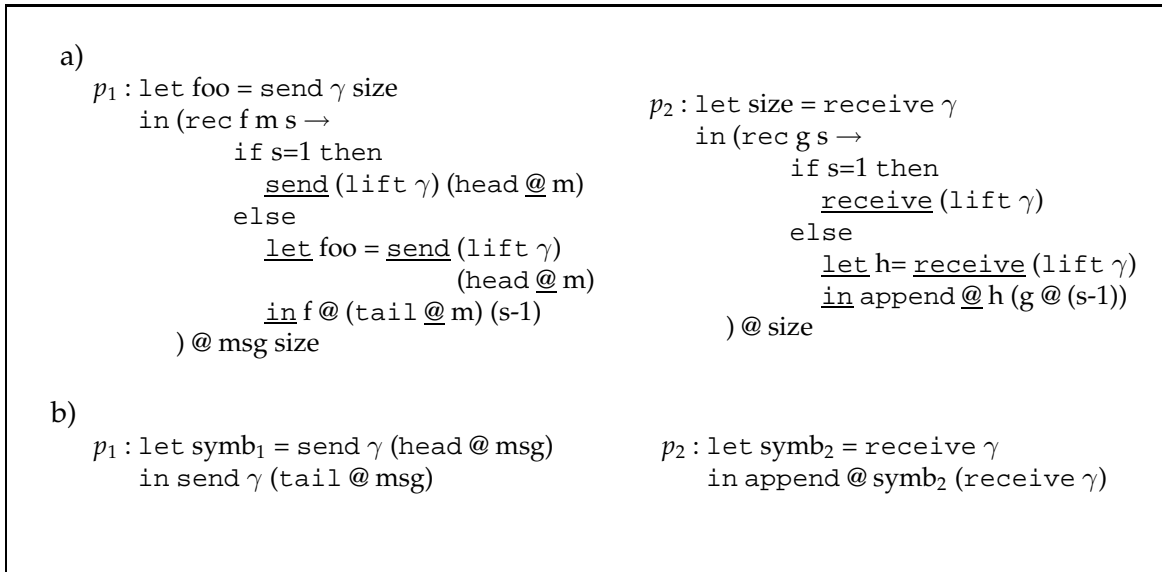 a)
p₁ : let foo = send γ size
in (rec f m s →
if s=1 then
send (lift γ) (head @ m)
else
let foo = send (lift γ)
(head @ m)
in f @ (tail @ m) (s-1)
) @ msg size
p₂ : let size = receive γ
in (rec g s →
if s=1 then
receive (lift γ)
else
let h= receive (lift γ)
in append @ h (g @ (s-1))
) @ size
b)
p₁ : let symb₁ = send γ (head @ msg)
in send γ (tail @ msg)
p₂ : let symb₂ = receive γ
in append @ symb₂ (receive γ)